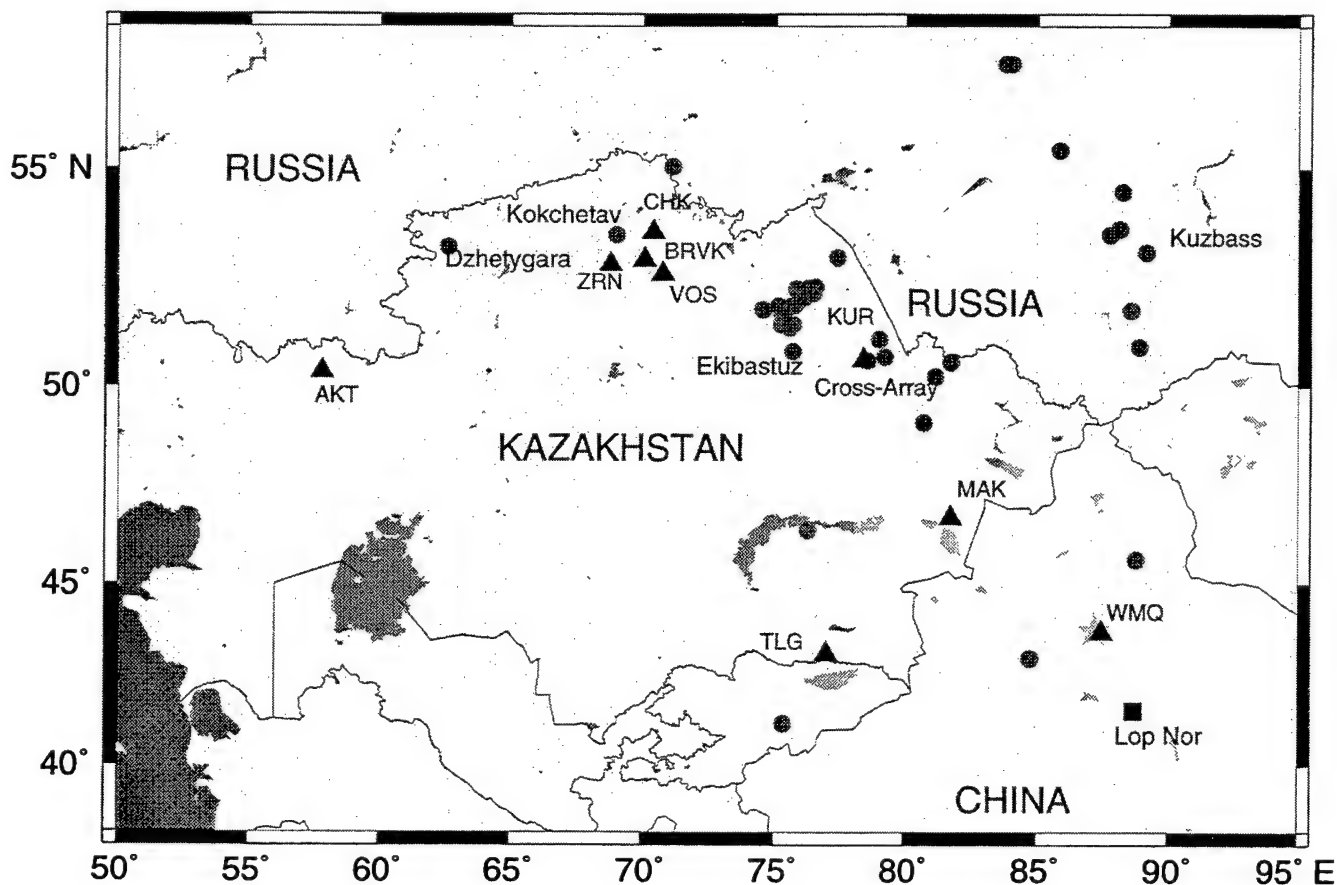 55° N
RUSSIA
CHK
Kokchetav
Kuzbass
BRVK
Dzhetygara
ZRN
VOS
RUSSIA
KUR
Ekibastuz
50°
Cross-Array
AKT
KAZAKHSTAN
MAK
45°
WMQ
TLG
Lop Nor
40°
CHINA
50° 55° 60° 65° 70° 75° 80° 85° 90° 95° E